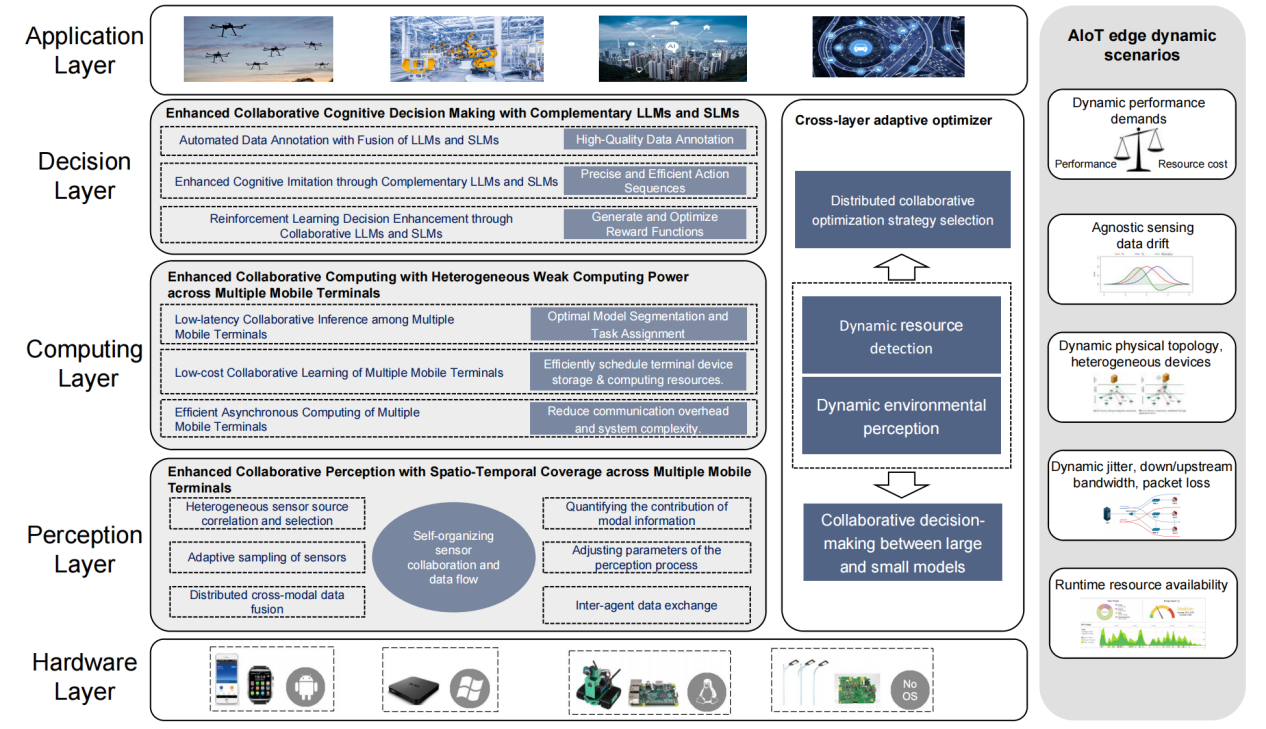 Application
Layer
AI
Decision
Layer
Enhanced Collaborative Cognitive Decision Making with Complementary LLMs and SLMs
Automated Data Annotation with Fusion of LLMs and SLMs
High-Quality Data Annotation
Enhanced Cognitive Imitation through Complementary LLMs and SLMs
Precise and Efficient Action
Sequences
Reinforcement Learning Decision Enhancement through
Collaborative LLMs and SLMs
Generate and Optimize
Reward Functions
Computing
Layer
Enhanced Collaborative Computing with Heterogeneous Weak Computing Power
across Multiple Mobile Terminals
Low-latency Collaborative Inference among Multiple
Mobile Terminals
Optimal Model Segmentation and
Task Assignment
Low-cost Collaborative Learning of Multiple Mobile Terminals
Efficiently schedule terminal device
storage & computing resources.
Efficient Asynchronous Computing of Multiple
Mobile Terminals
Reduce communication overhead
and system complexity.
Perception
Layer
Enhanced Collaborative Perception with Spatio-Temporal Coverage across Multiple Mobile
Terminals
Heterogeneous sensor source
correlation and selection
Adaptive sampling of sensors
Distributed cross-modal data
fusion
Self-organizing
sensor
collaboration and
data flow
Quantifying the contribution of
modal information
Adjusting parameters of the
perception process
Inter-agent data exchange
Cross-layer adaptive optimizer
Distributed collaborative
optimization strategy selection
Dynamic resource
detection
Dynamic environmental
perception
Collaborative decision-
making between large
and small models
Hardware
Layer
No
OS
AIoT edge dynamic
scenarios
Dynamic performance
demands
Performance
Resource cost
Agnostic sensing
data drift
Dynamic physical topology,
heterogeneous devices
Dynamic jitter, down/upstream
bandwidth, packet loss
Runtime resource availability